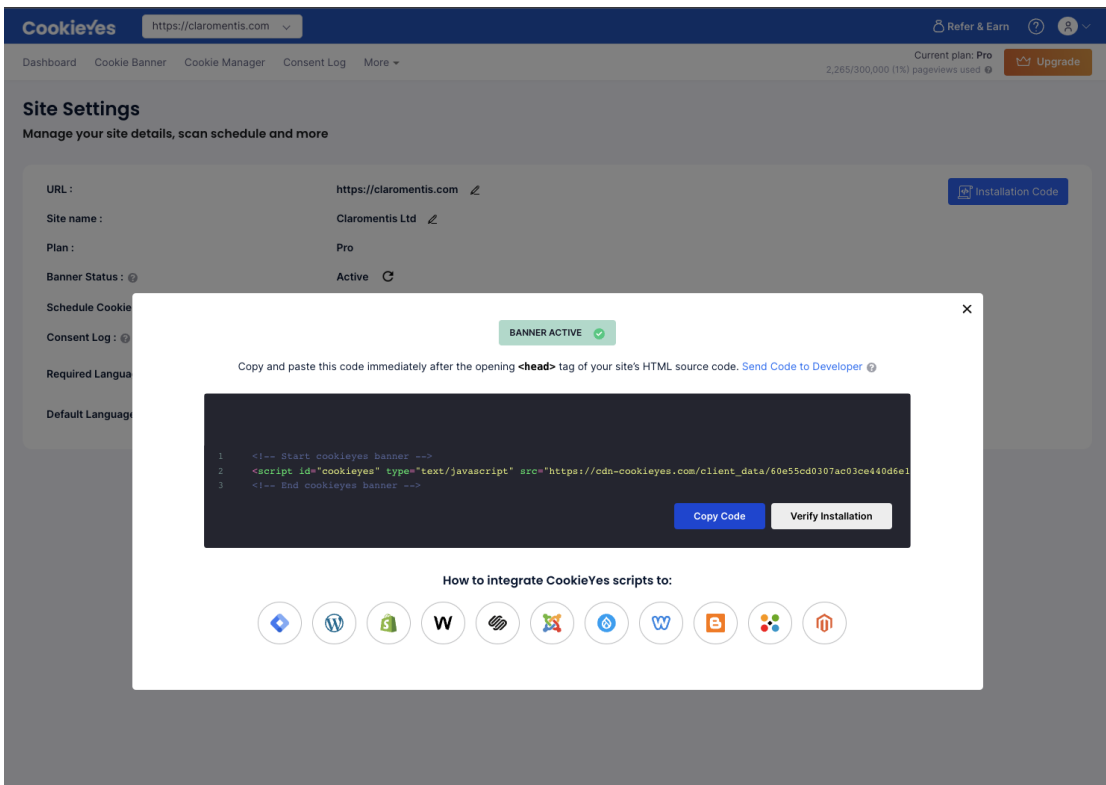 CookieYes
https://claromentis.com
Refer & Earn
Dashboard Cookie Banner Cookie Manager Consent Log More
Current plan: Pro
2,265/300,000 (1%) pageviews used
Upgrade
Site Settings
Manage your site details, scan schedule and more
URL : https://claromentis.com
Installation Code
Site name : Claromentis Ltd
Plan : Pro
Banner Status : Active
Schedule Cookie
Consent Log :
Required Langua
Default Language
BANNER ACTIVE
Copy and paste this code immediately after the opening <head> tag of your site's HTML source code. Send Code to Developer
1 <!-- Start cookieyes banner -->
2 <script id="cookieyes" type="text/javascript" src="https://cdn-cookieyes.com/client_data/60e55cd0307ac03ce440d6e1
3 <!-- End cookieyes banner -->
Copy Code Verify Installation
How to integrate CookieYes scripts to: